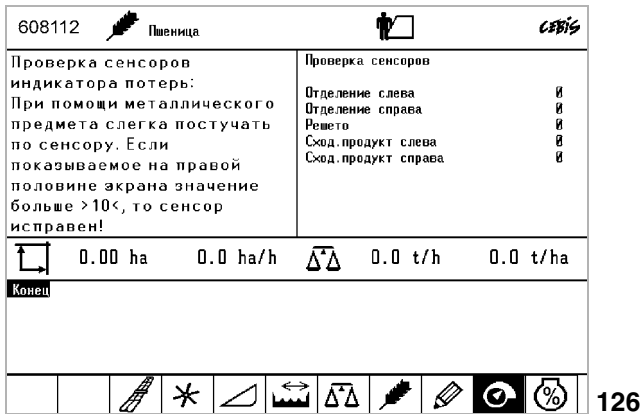 608112 Пшеница CEBIS
Проверка сенсоров
индикатора потерь:
При помощи металлического
предмета слегка постучать
по сенсору. Если
показываемое на правой
половине экрана значение
больше >10<, то сенсор
исправен!
Проверка сенсоров
Отделение слева 0
Отделение справа 0
Решето 0
Сход.продукт слева 0
Сход.продукт справа 0
0.00 ha 0.0 ha/h 0.0 t/h 0.0 t/ha
Конец
%
126